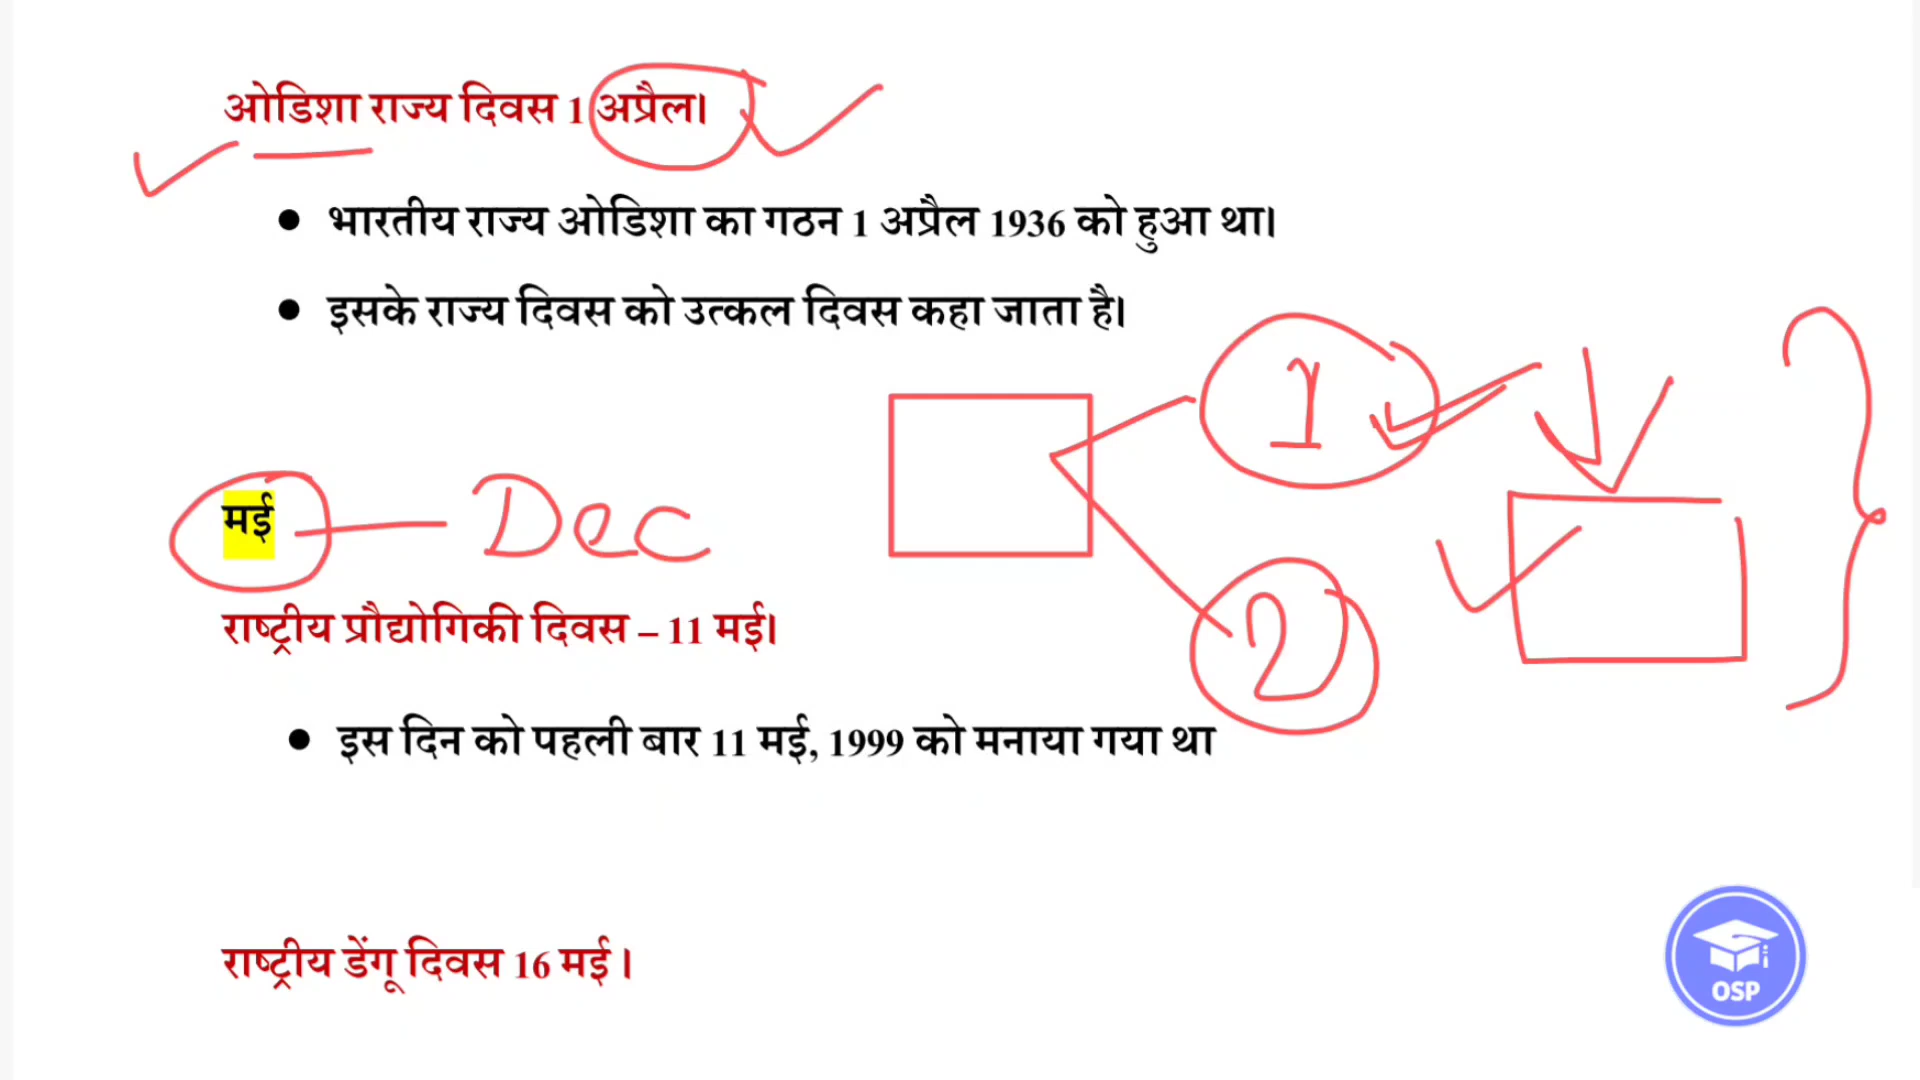 ओडिशा राज्य दिवस 1 अप्रैल।
● भारतीय राज्य ओडिशा का गठन 1 अप्रैल 1936 को हुआ था।
● इसके राज्य दिवस को उत्कल दिवस कहा जाता है।
1
मई
Dec
राष्ट्रीय प्रौद्योगिकी दिवस – 11 मई।
2
● इस दिन को पहली बार 11 मई, 1999 को मनाया गया था
राष्ट्रीय डेंगू दिवस 16 मई ।
OSP